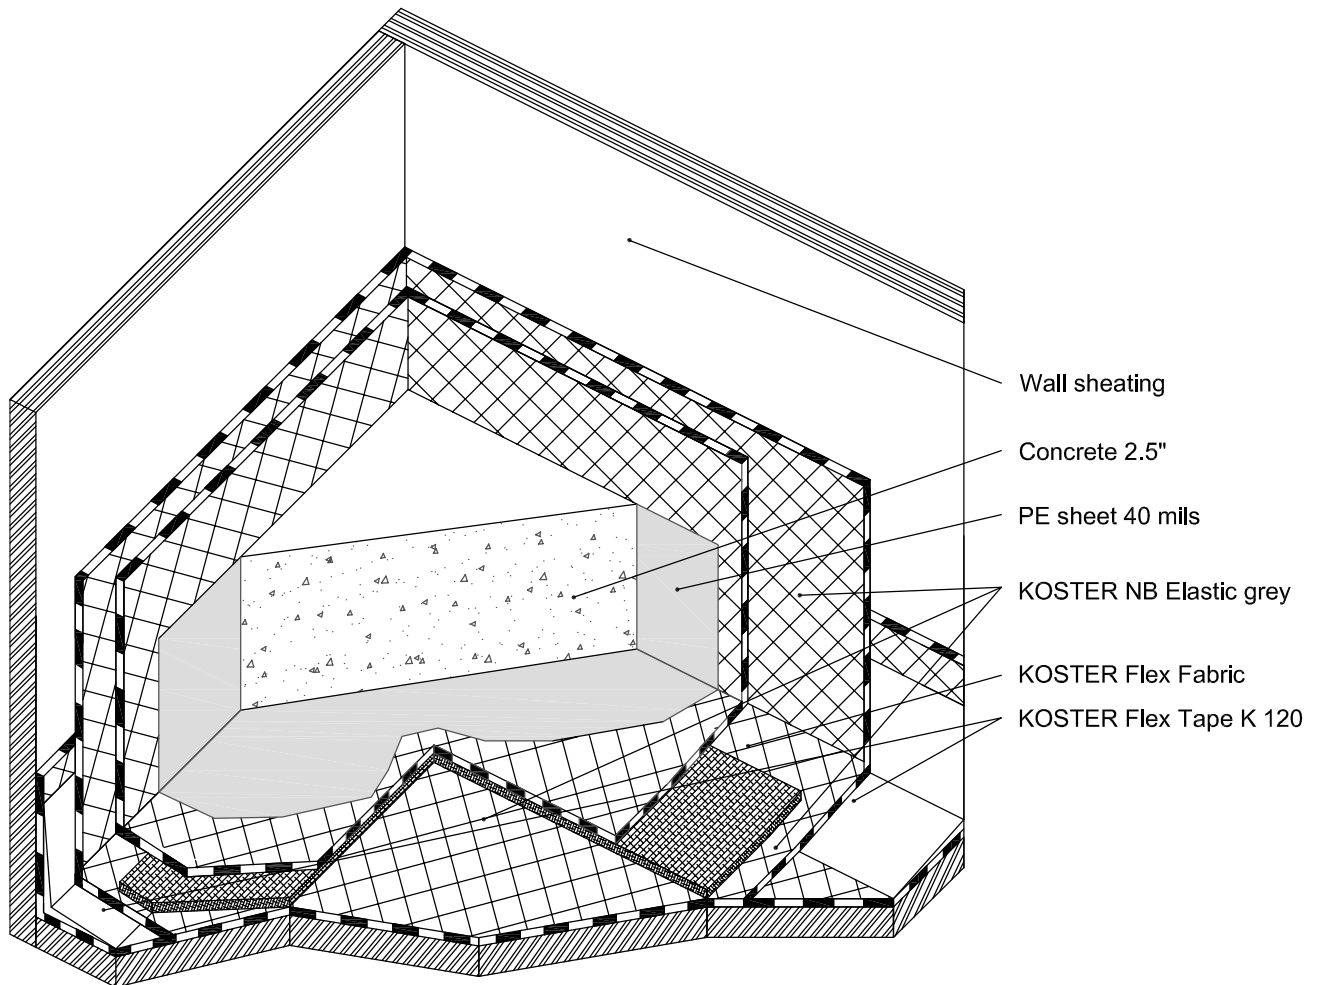 Wall sheating
Concrete 2.5"
PE sheet 40 mils
KOSTER NB Elastic grey
KOSTER Flex Fabric
KOSTER Flex Tape K 120